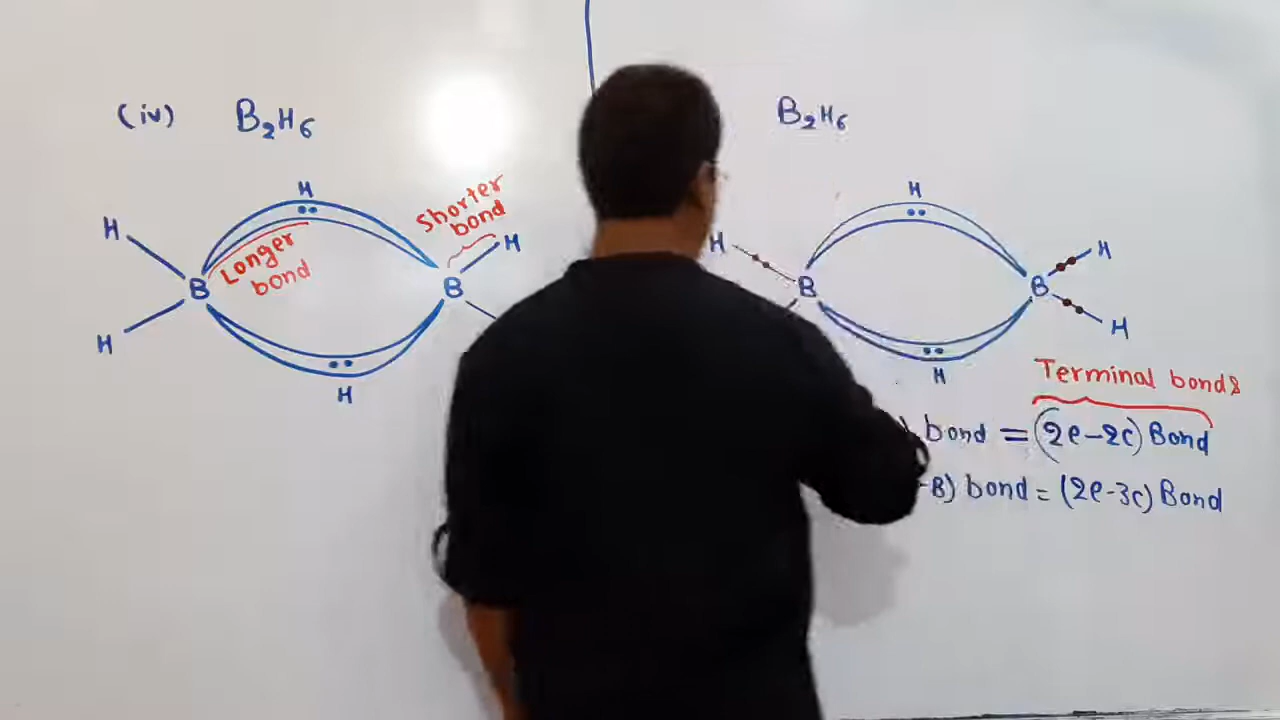 (iv) B₂H₆
H
H
Shorter
bond
H
Longer
bond
B
B
H
H
B₂H₆
H
H
H
B
B
H
H
Terminal bonds
) bond = (2e-2c) Bond
-B) bond = (2e-3c) Bond